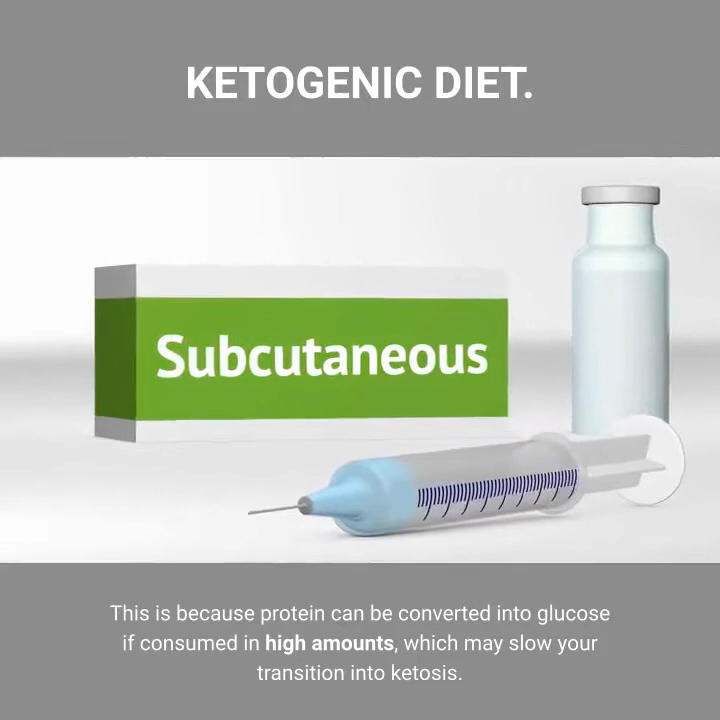 KETOGENIC DIET.
Subcutaneous
This is because protein can be converted into glucose
if consumed in high amounts, which may slow your
transition into ketosis.